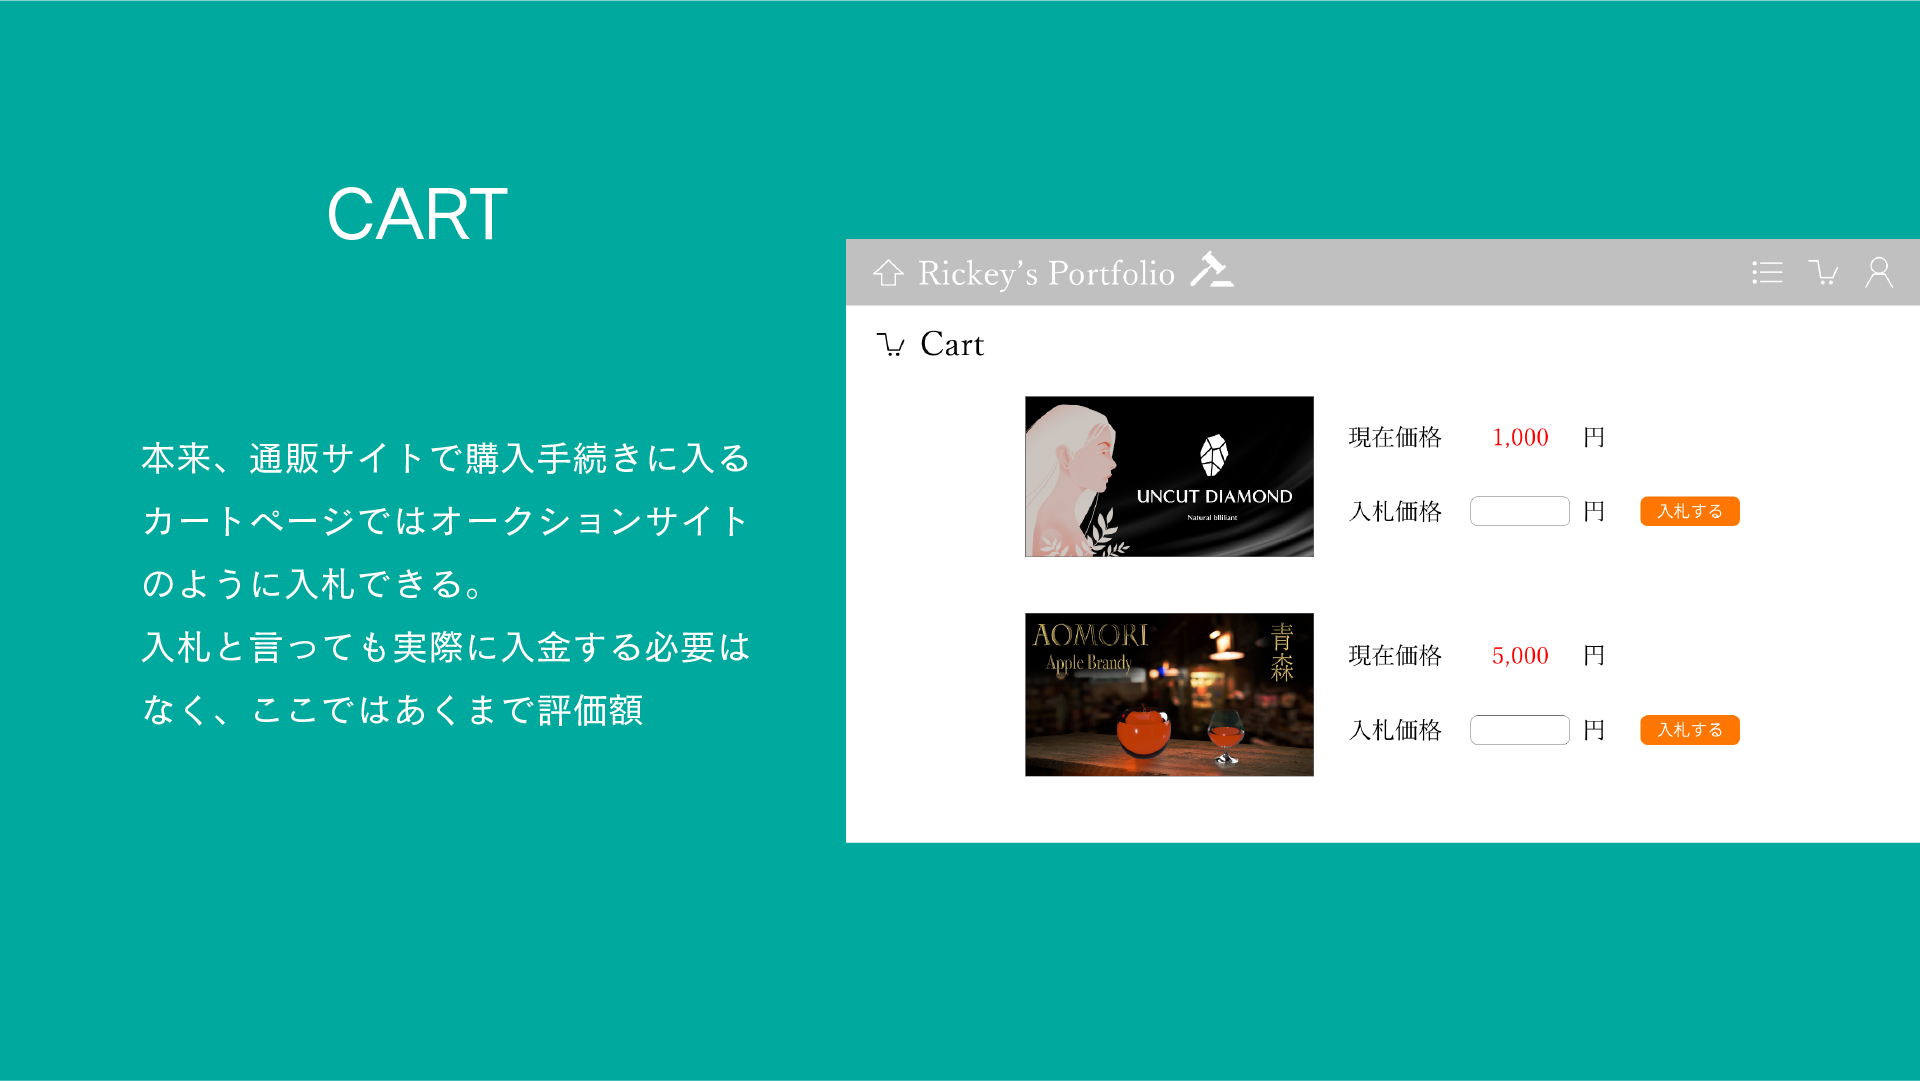 CART
本来、通販サイトで購入手続きに入る
カートページではオークションサイト
のように入札できる。
入札と言っても実際に入金する必要は
なく、ここではあくまで評価額
Rickey’s Portfolio
Cart
UNCUT DIAMOND
Natural blliliant
現在価格 1,000 円
入札価格 円 入札する
AOMORI
Apple Brandy
青森
現在価格 5,000 円
入札価格 円 入札する